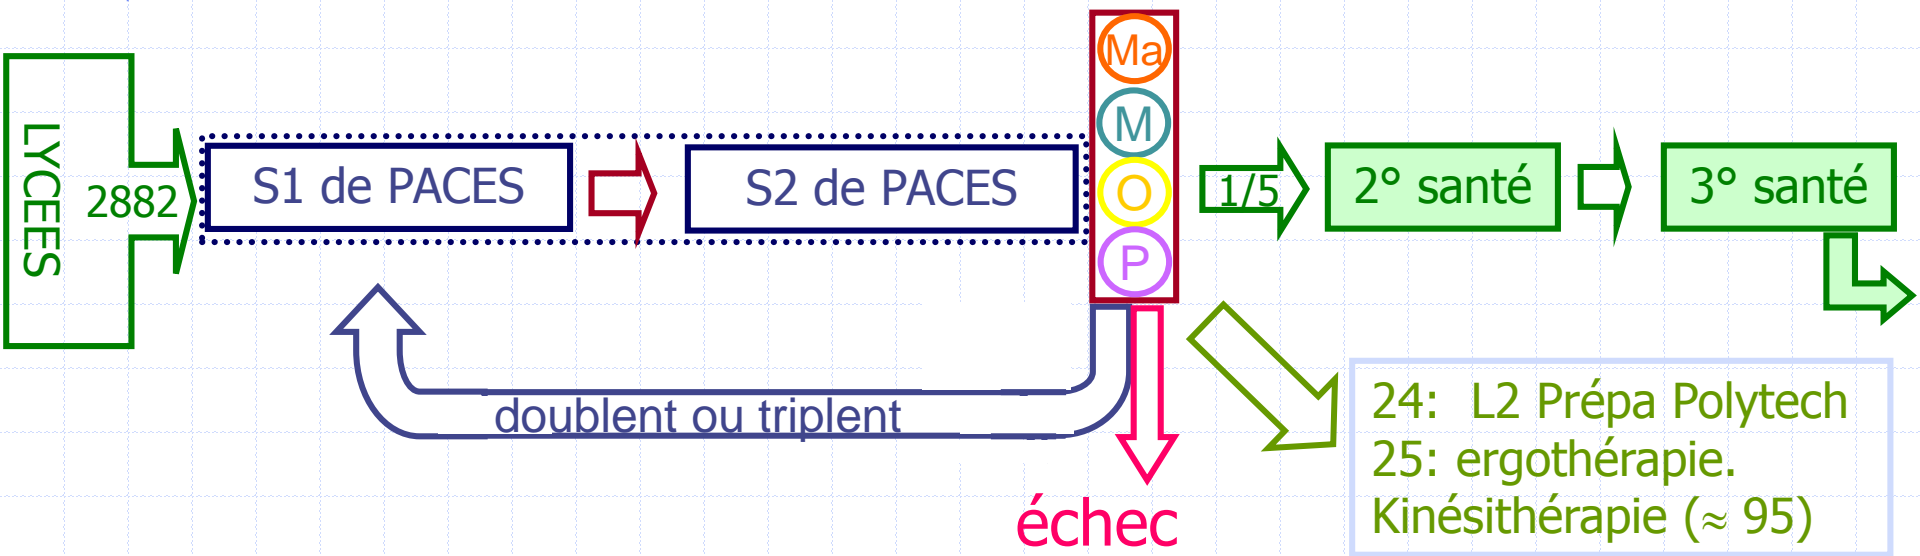 LYCEES
2882
S1 de PACES
S2 de PACES
Ma
M
O
P
1/5
2° santé
3° santé
doublent ou triplent
échec
24: L2 Prépa Polytech
25: ergothérapie.
Kinésithérapie (≈ 95)